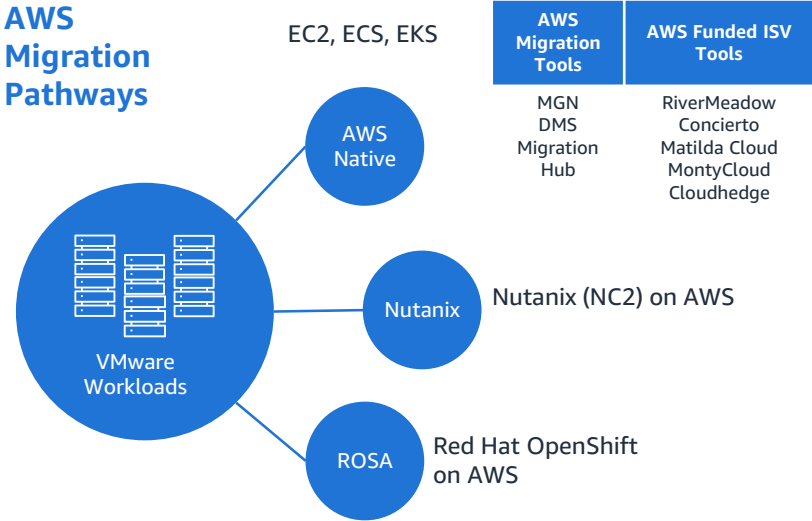 AWS
Migration
Pathways
EC2, ECS, EKS
AWS
Migration
Tools
AWS Funded ISV
Tools
MGN
DMS
Migration
Hub
RiverMeadow
Concierto
Matilda Cloud
MontyCloud
Cloudhedge
AWS
Native
VMware
Workloads
Nutanix
Nutanix (NC2) on AWS
ROSA
Red Hat OpenShift
on AWS